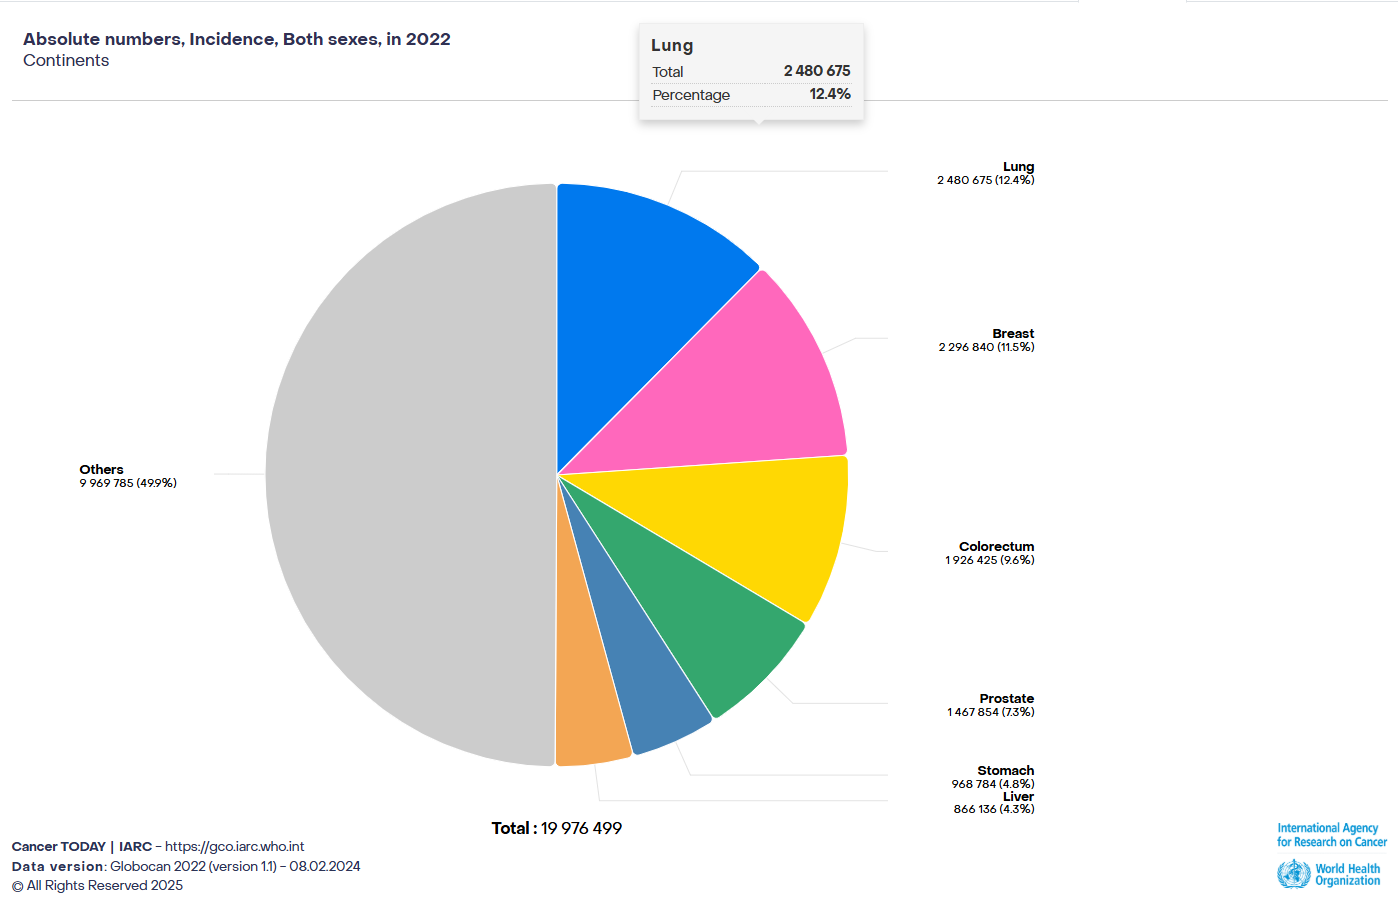 Absolute numbers, Incidence, Both sexes, in 2022
Continents
Lung
Total 2 480 675
Percentage 12.4%
Lung
2 480 675 (12.4%)
Breast
2 296 840 (11.5%)
Others
9 969 785 (49.9%)
Colorectum
1 926 425 (9.6%)
Prostate
1 467 854 (7.3%)
Stomach
968 784 (4.8%)
Liver
866 136 (4.3%)
Total : 19 976 499
Cancer TODAY | IARC - https://gco.iarc.who.int
Data version: Globocan 2022 (version 1.1) - 08.02.2024
© All Rights Reserved 2025
International Agency
for Research on Cancer
World Health
Organization